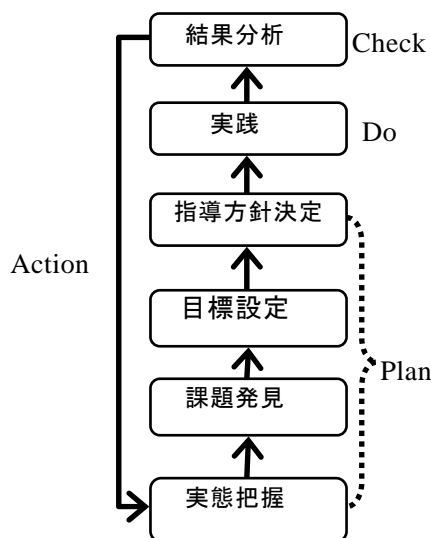 結果分析
Check
実践
Do
指導方針決定
Action
目標設定
Plan
課題発見
実態把握